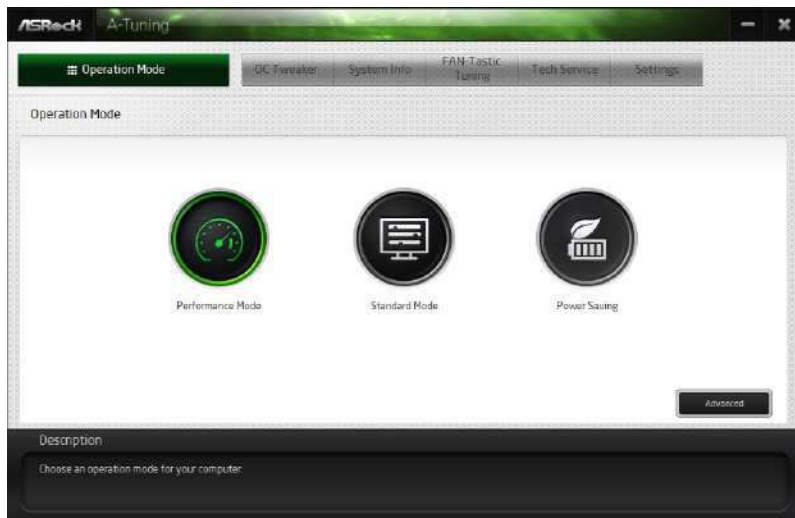 ASRock A-Tuning
Operation Mode
OC Tweaker
System Info
FAN-Tastic
Tuning
Tech Service
Settings
Operation Mode
Performance Mode
Standard Mode
Power Saving
Advanced
Description
Choose an operation mode for your computer